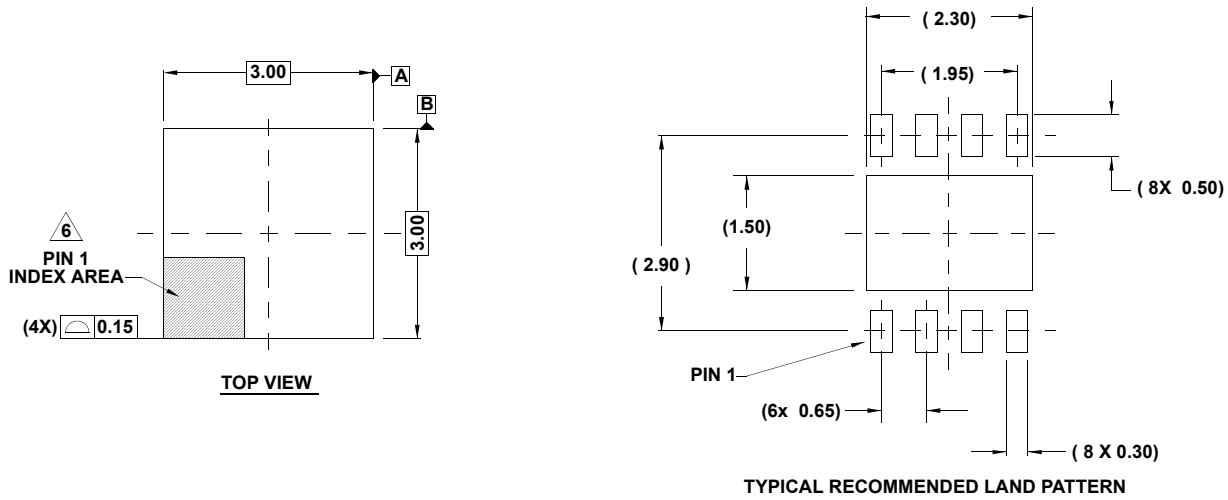 3.00
A
B
3.00
6
PIN 1
INDEX AREA
(4X) 0.15
TOP VIEW
( 2.30)
( 1.95)
( 8X 0.50)
(1.50)
( 2.90 )
PIN 1
(6x 0.65)
( 8 X 0.30)
TYPICAL RECOMMENDED LAND PATTERN